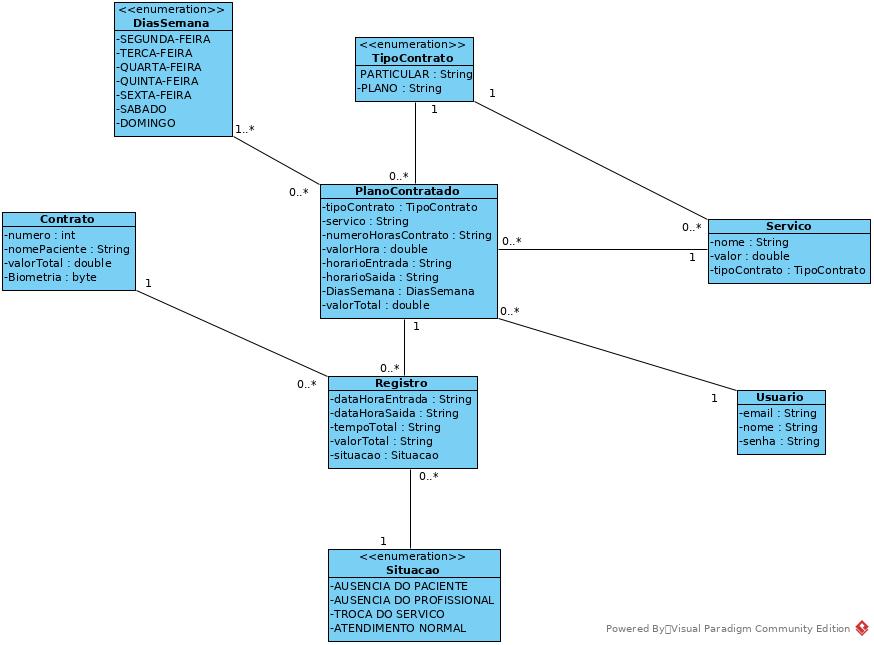 <<enumeration>>
DiasSemana
-SEGUNDA-FEIRA
-TERCA-FEIRA
-QUARTA-FEIRA
-QUINTA-FEIRA
-SEXTA-FEIRA
-SABADO
-DOMINGO
<<enumeration>>
TipoContrato
PARTICULAR : String
-PLANO : String
1
1
1..*
0..*
0..*
PlanoContratado
-tipoContrato : TipoContrato
-servico : String
-numeroHorasContrato : String
-valorHora : double
-horarioEntrada : String
-horarioSaida : String
-DiasSemana : DiasSemana
-valorTotal : double
Contrato
-numero : int
-nomePaciente : String
-valorTotal : double
-Biometria : byte
0..*
Servico
-nome : String
-valor : double
-tipoContrato : TipoContrato
0..*
1
1
0..*
1
0..*
0..*
Registro
-dataHoraEntrada : String
-dataHoraSaida : String
-tempoTotal : String
-valorTotal : String
-situacao : Situacao
1
Usuario
-email : String
-nome : String
-senha : String
0..*
1
<<enumeration>>
Situacao
-AUSENCIA DO PACIENTE
-AUSENCIA DO PROFISSIONAL
-TROCA DO SERVICO
-ATENDIMENTO NORMAL
Powered By Visual Paradigm Community Edition